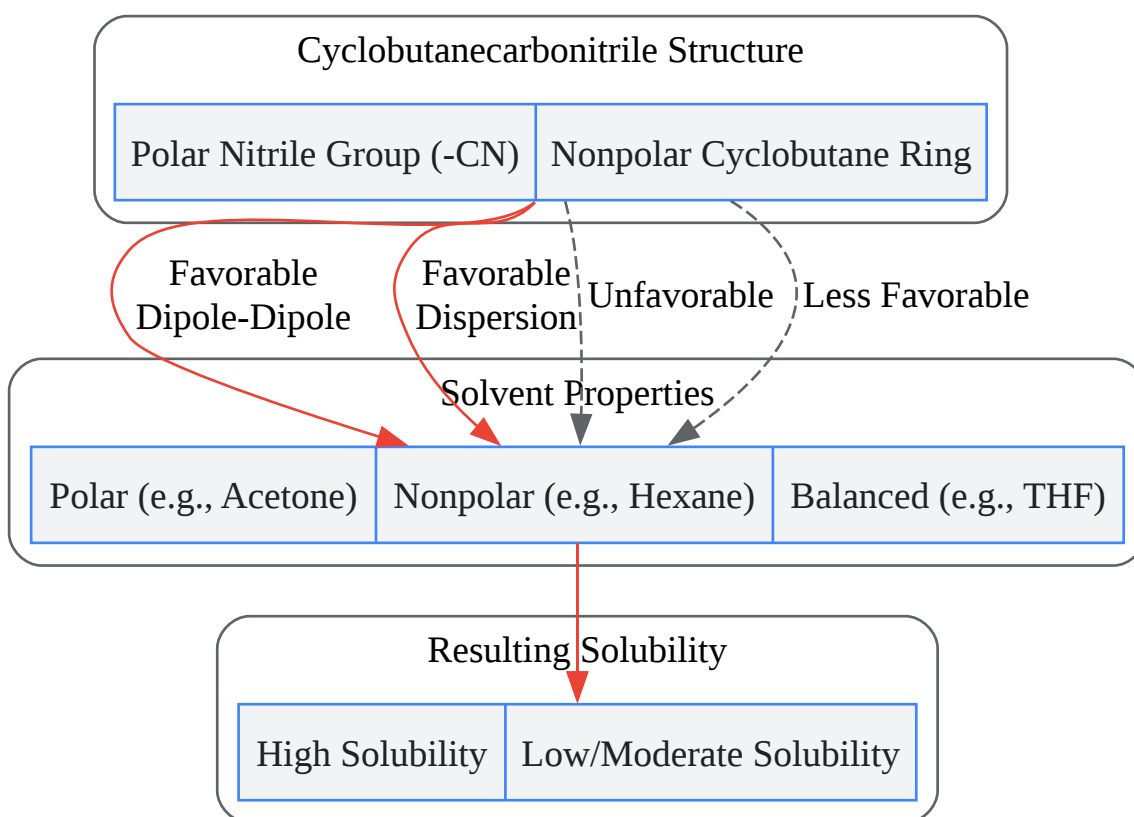 Cyclobutanecarbonitrile Structure
Polar Nitrile Group (-CN)
Nonpolar Cyclobutane Ring
Favorable
Dipole-Dipole
Favorable
Dispersion
Unfavorable
Less Favorable
Solvent Properties
Polar (e.g., Acetone)
Nonpolar (e.g., Hexane)
Balanced (e.g., THF)
Resulting Solubility
High Solubility
Low/Moderate Solubility